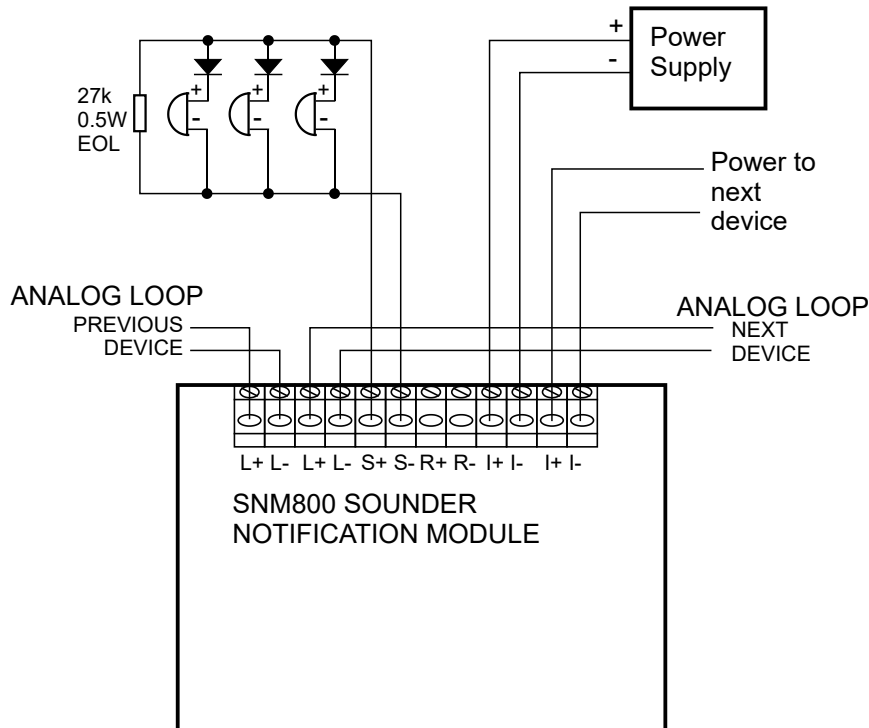 +
Power
-
Supply
+ + +
27k
0.5W
EOL
- - -
Power to
next
device
ANALOG LOOP
PREVIOUS
DEVICE
ANALOG LOOP
NEXT
DEVICE
L+ L- L+ L- S+ S- R+ R- I+ I- I+ I-
SNM800 SOUNDER
NOTIFICATION MODULE